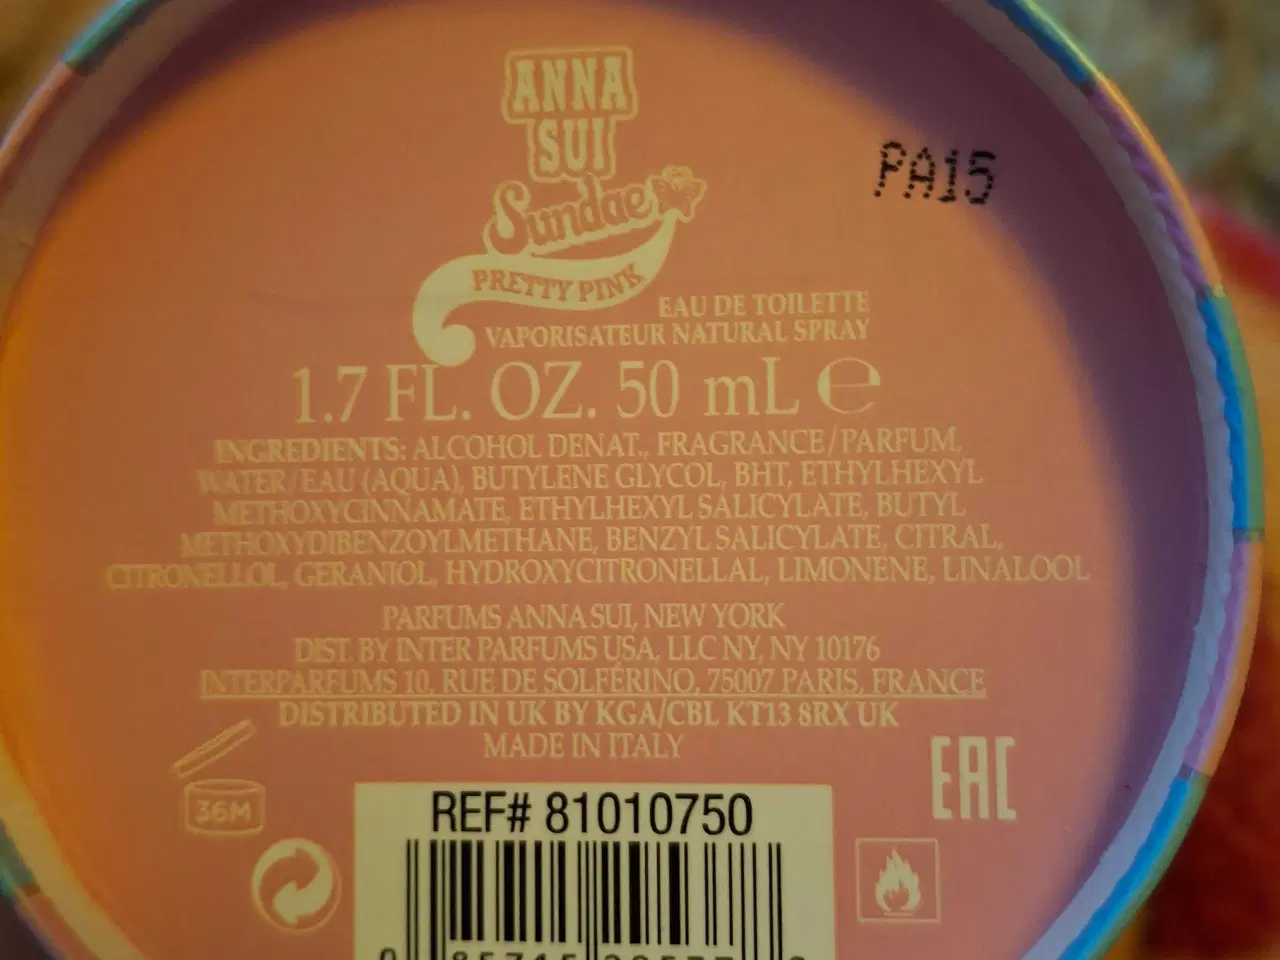 ANNA
SUI
PA15
Sundae
PRETTY PINK
EAU DE TOILETTE
VAPORISATEUR NATURAL SPRAY
1.7 FL. OZ. 50 mL ℮
INGREDIENTS: ALCOHOL DENAT., FRAGRANCE/PARFUM,
WATER/EAU (AQUA), BUTYLENE GLYCOL, BHT, ETHYLHEXYL
METHOXYCINNAMATE, ETHYLHEXYL SALICYLATE, BUTYL
METHOXYDIBENZOYLMETHANE, BENZYL SALICYLATE, CITRAL,
CITRONELLOL, GERANIOL, HYDROXYCITRONELLAL, LIMONENE, LINALOOL
PARFUMS ANNA SUI, NEW YORK
DIST. BY INTER PARFUMS USA, LLC NY, NY 10176
INTERPARFUMS 10, RUE DE SOLFÉRINO, 75007 PARIS, FRANCE
DISTRIBUTED IN UK BY KGA/CBL KT13 8RX UK
MADE IN ITALY
EAC
36M
REF# 81010750